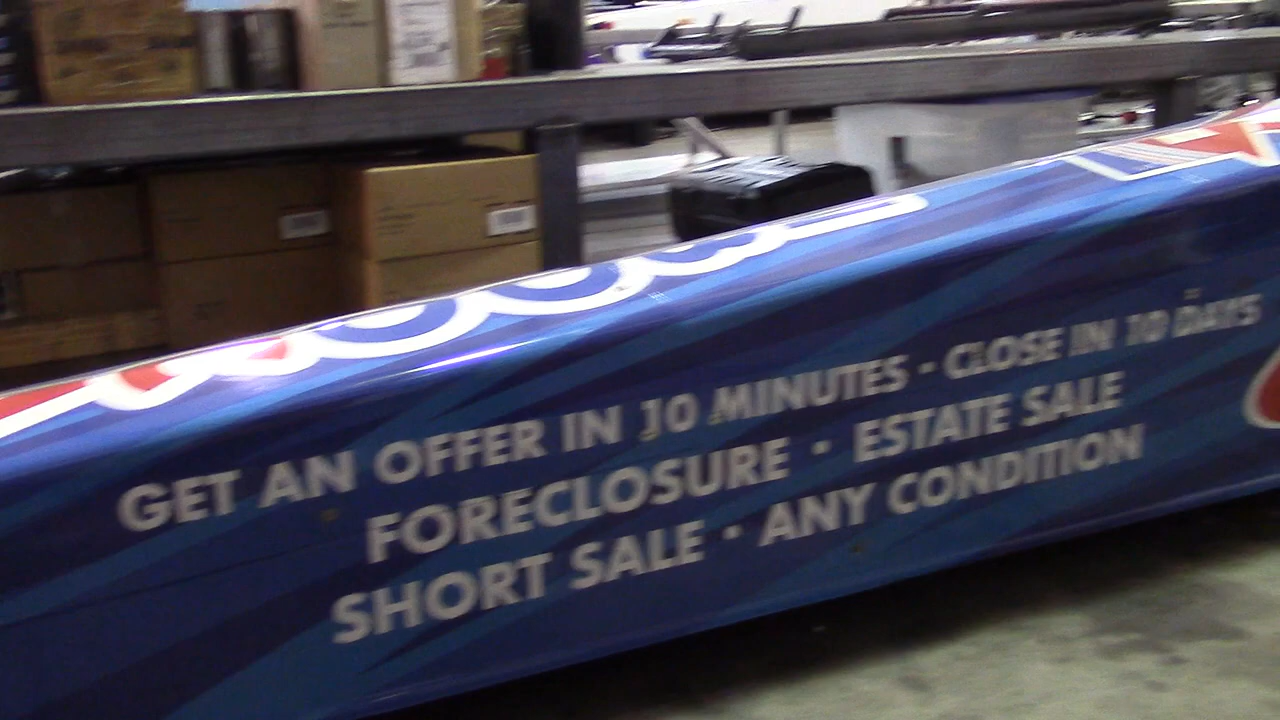 GET AN OFFER IN 10 MINUTES - CLOSE IN 10 DAYS
FORECLOSURE · ESTATE SALE
SHORT SALE · ANY CONDITION